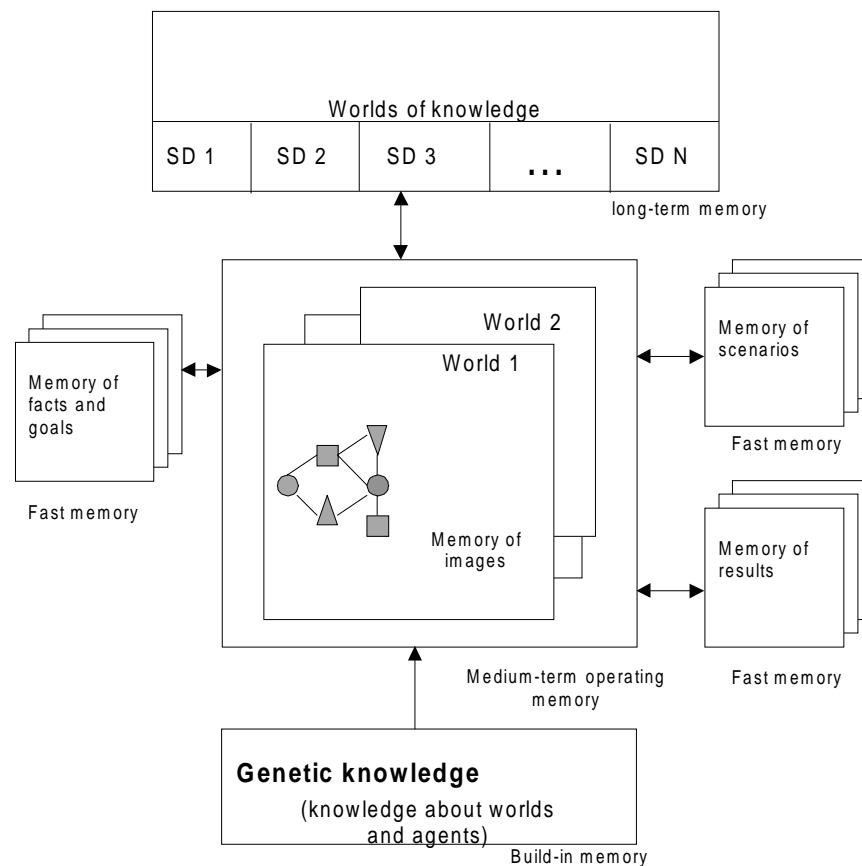 Worlds of knowledge
SD 1
SD 2
SD 3
...
SD N
long-term memory
World 2
World 1
Memory of
images
Memory of
facts and
goals
Fast memory
Memory of
scenarios
Fast memory
Memory of
results
Fast memory
Medium-term operating
memory
Genetic knowledge
(knowledge about worlds
and agents)
Build-in memory